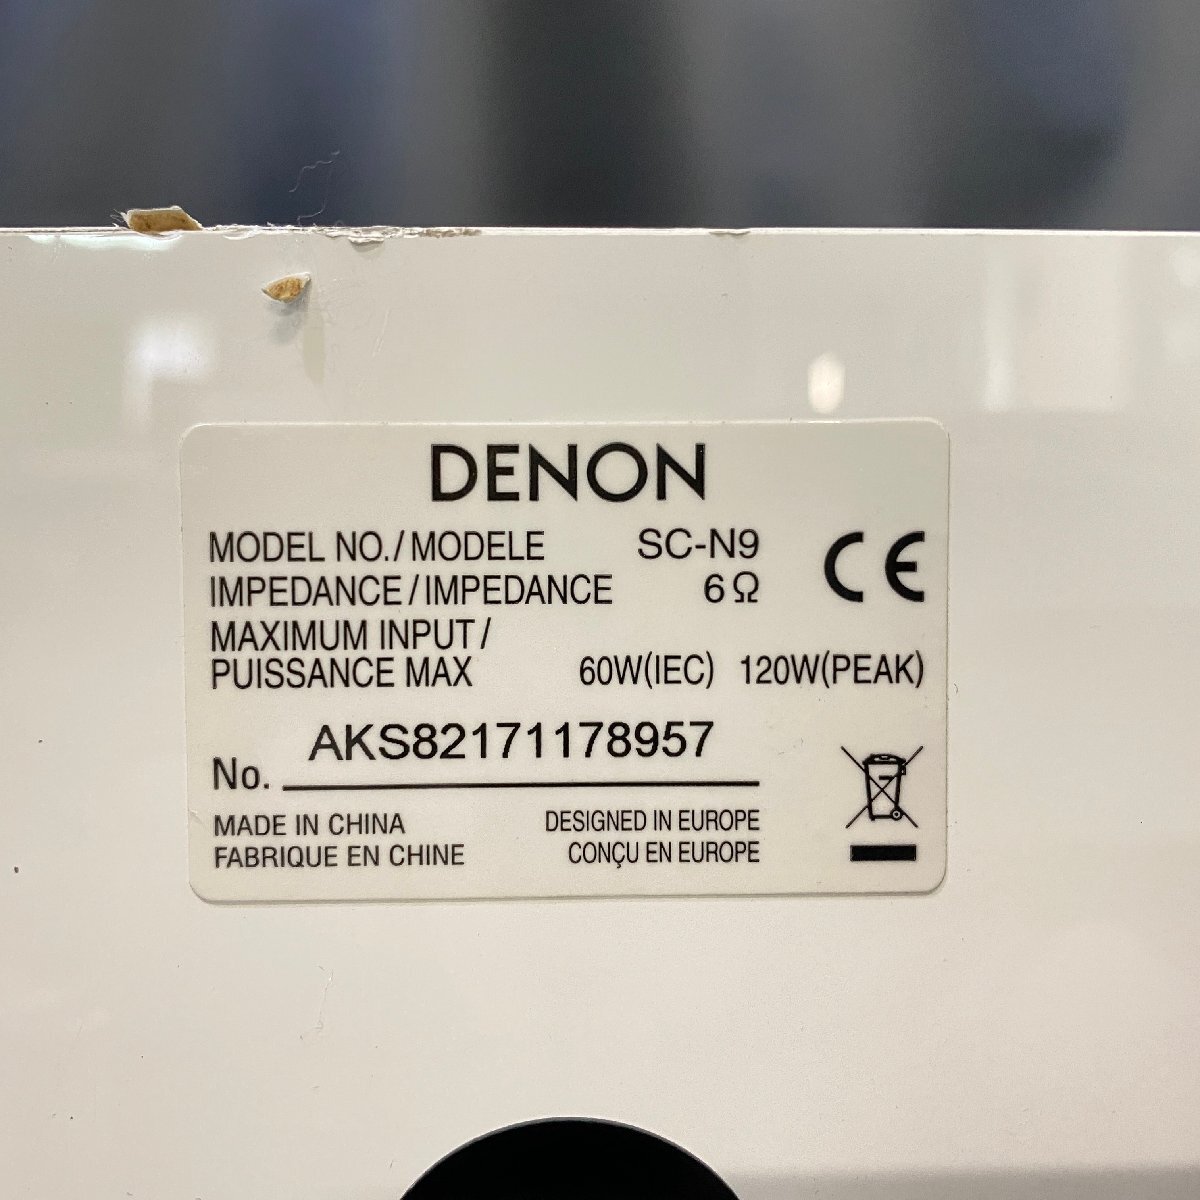 DENON
MODEL NO./MODELE SC-N9
IMPEDANCE/IMPEDANCE 6Ω
MAXIMUM INPUT/
PUISSANCE MAX 60W(IEC) 120W(PEAK)
CE
No. AKS82171178957
MADE IN CHINA DESIGNED IN EUROPE
FABRIQUE EN CHINE CONÇU EN EUROPE